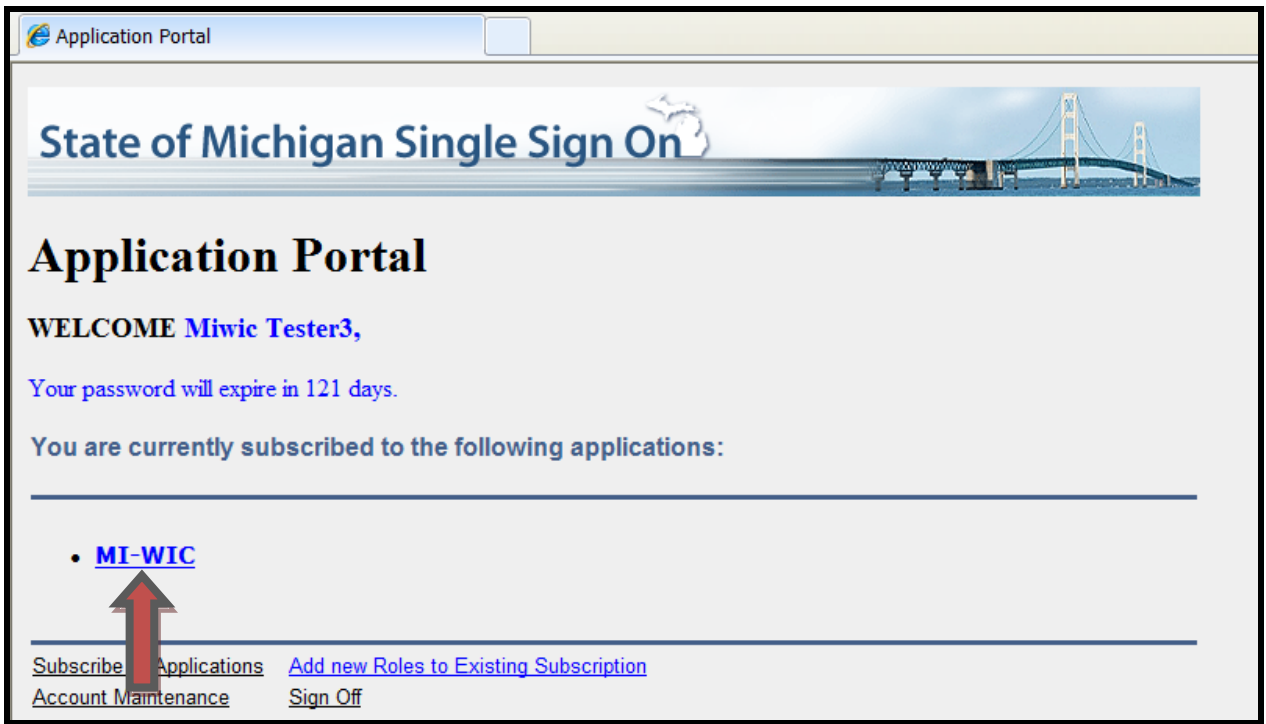 Application Portal
State of Michigan Single Sign On
Application Portal
WELCOME Miwic Tester3,
Your password will expire in 121 days.
You are currently subscribed to the following applications:
• MI-WIC
Subscribe Applications Add new Roles to Existing Subscription
Account Maintenance Sign Off